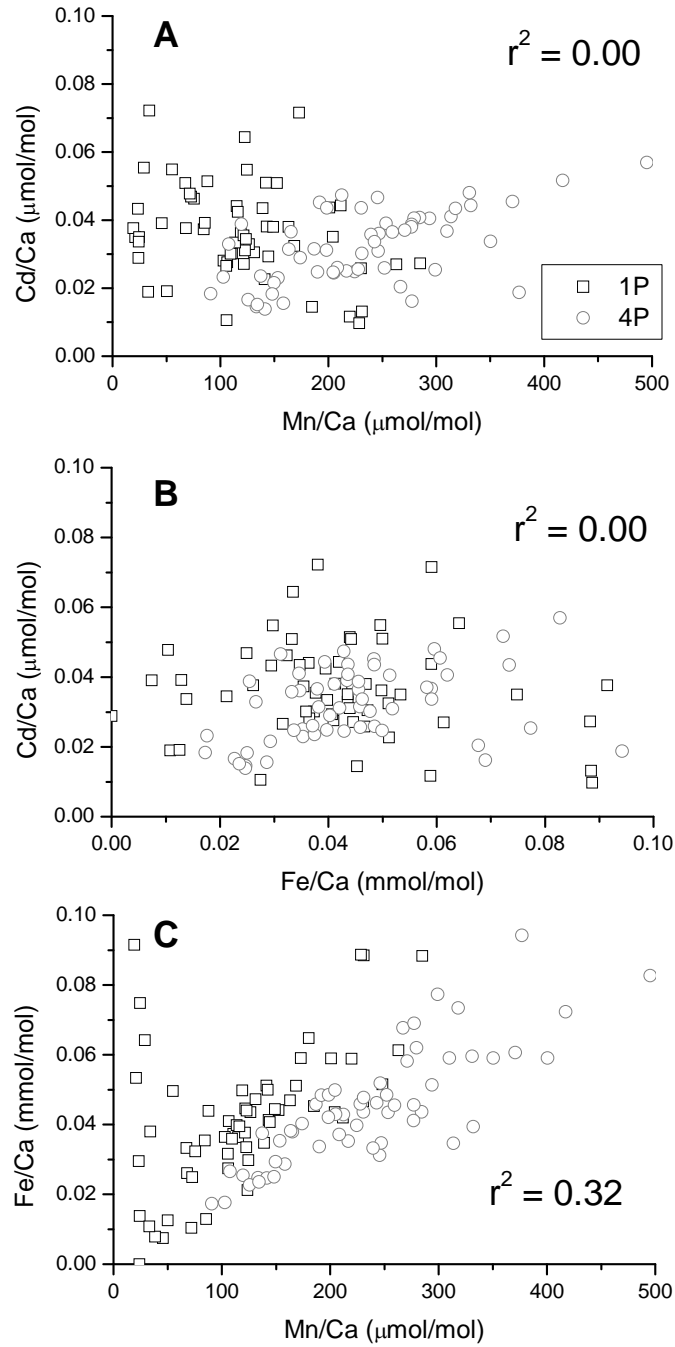 A
r² = 0.00
0.10
0.08
0.06
0.04
0.02
0.00
Cd/Ca (μmol/mol)
1P
4P
0 100 200 300 400 500
Mn/Ca (μmol/mol)
B
r² = 0.00
0.10
0.08
0.06
0.04
0.02
0.00
Cd/Ca (μmol/mol)
0.00 0.02 0.04 0.06 0.08 0.10
Fe/Ca (mmol/mol)
C
0.10
0.08
0.06
0.04
0.02
0.00
Fe/Ca (mmol/mol)
r² = 0.32
0 100 200 300 400 500
Mn/Ca (μmol/mol)